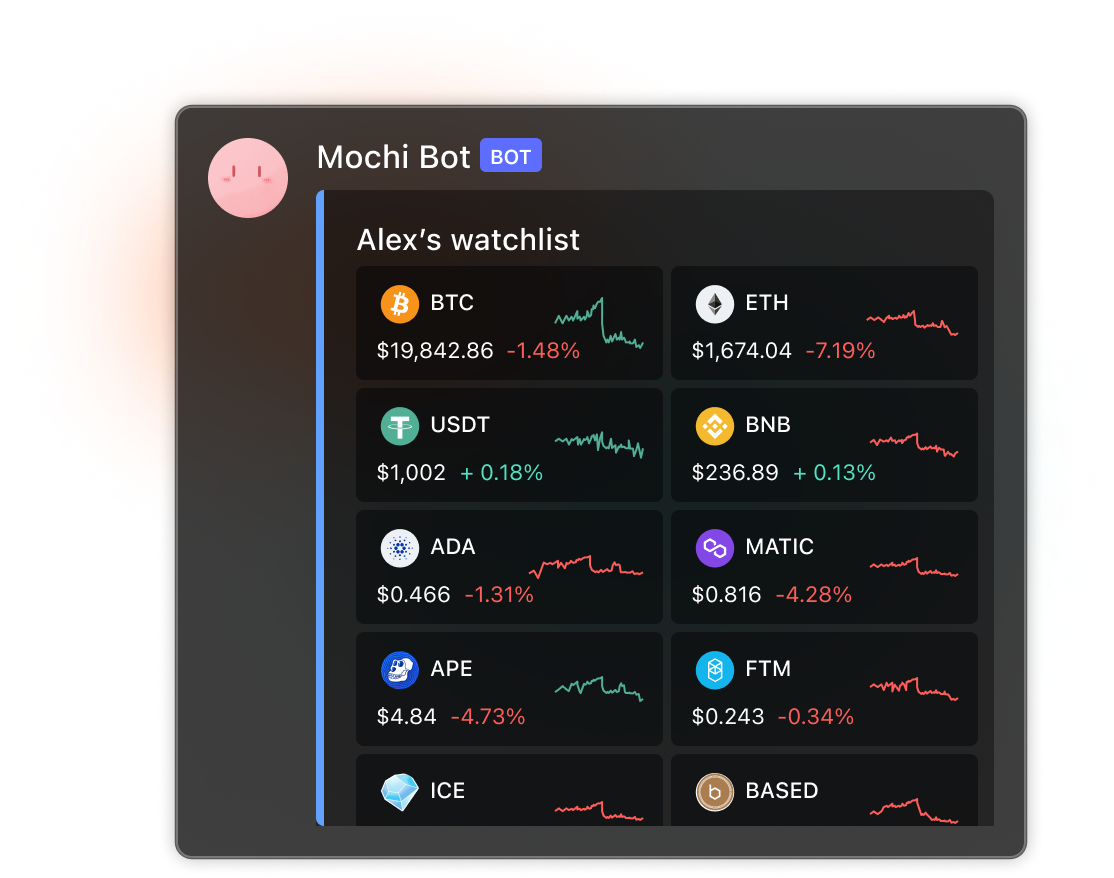 Mochi Bot BOT
Alex’s watchlist
BTC
$19,842.86 -1.48%
ETH
$1,674.04 -7.19%
USDT
$1,002 + 0.18%
BNB
$236.89 + 0.13%
ADA
$0.466 -1.31%
MATIC
$0.816 -4.28%
APE
$4.84 -4.73%
FTM
$0.243 -0.34%
ICE
BASED